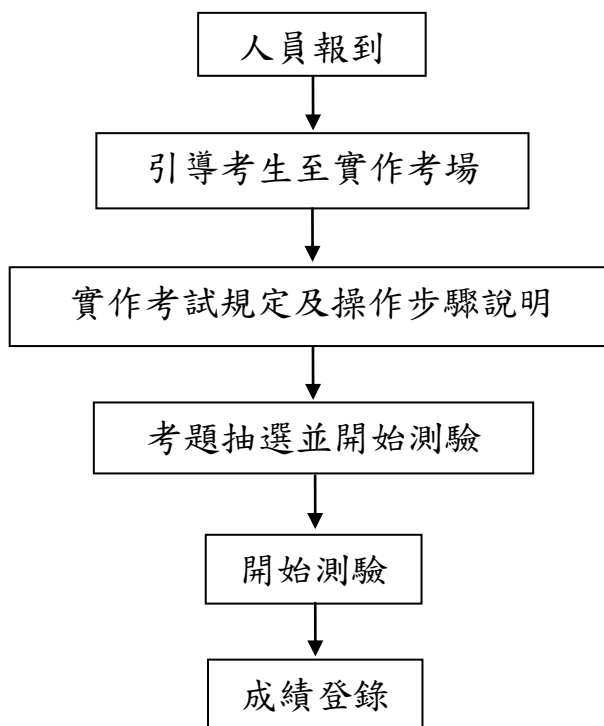 人員報到
引導考生至實作考場
實作考試規定及操作步驟說明
考題抽選並開始測驗
開始測驗
成績登錄